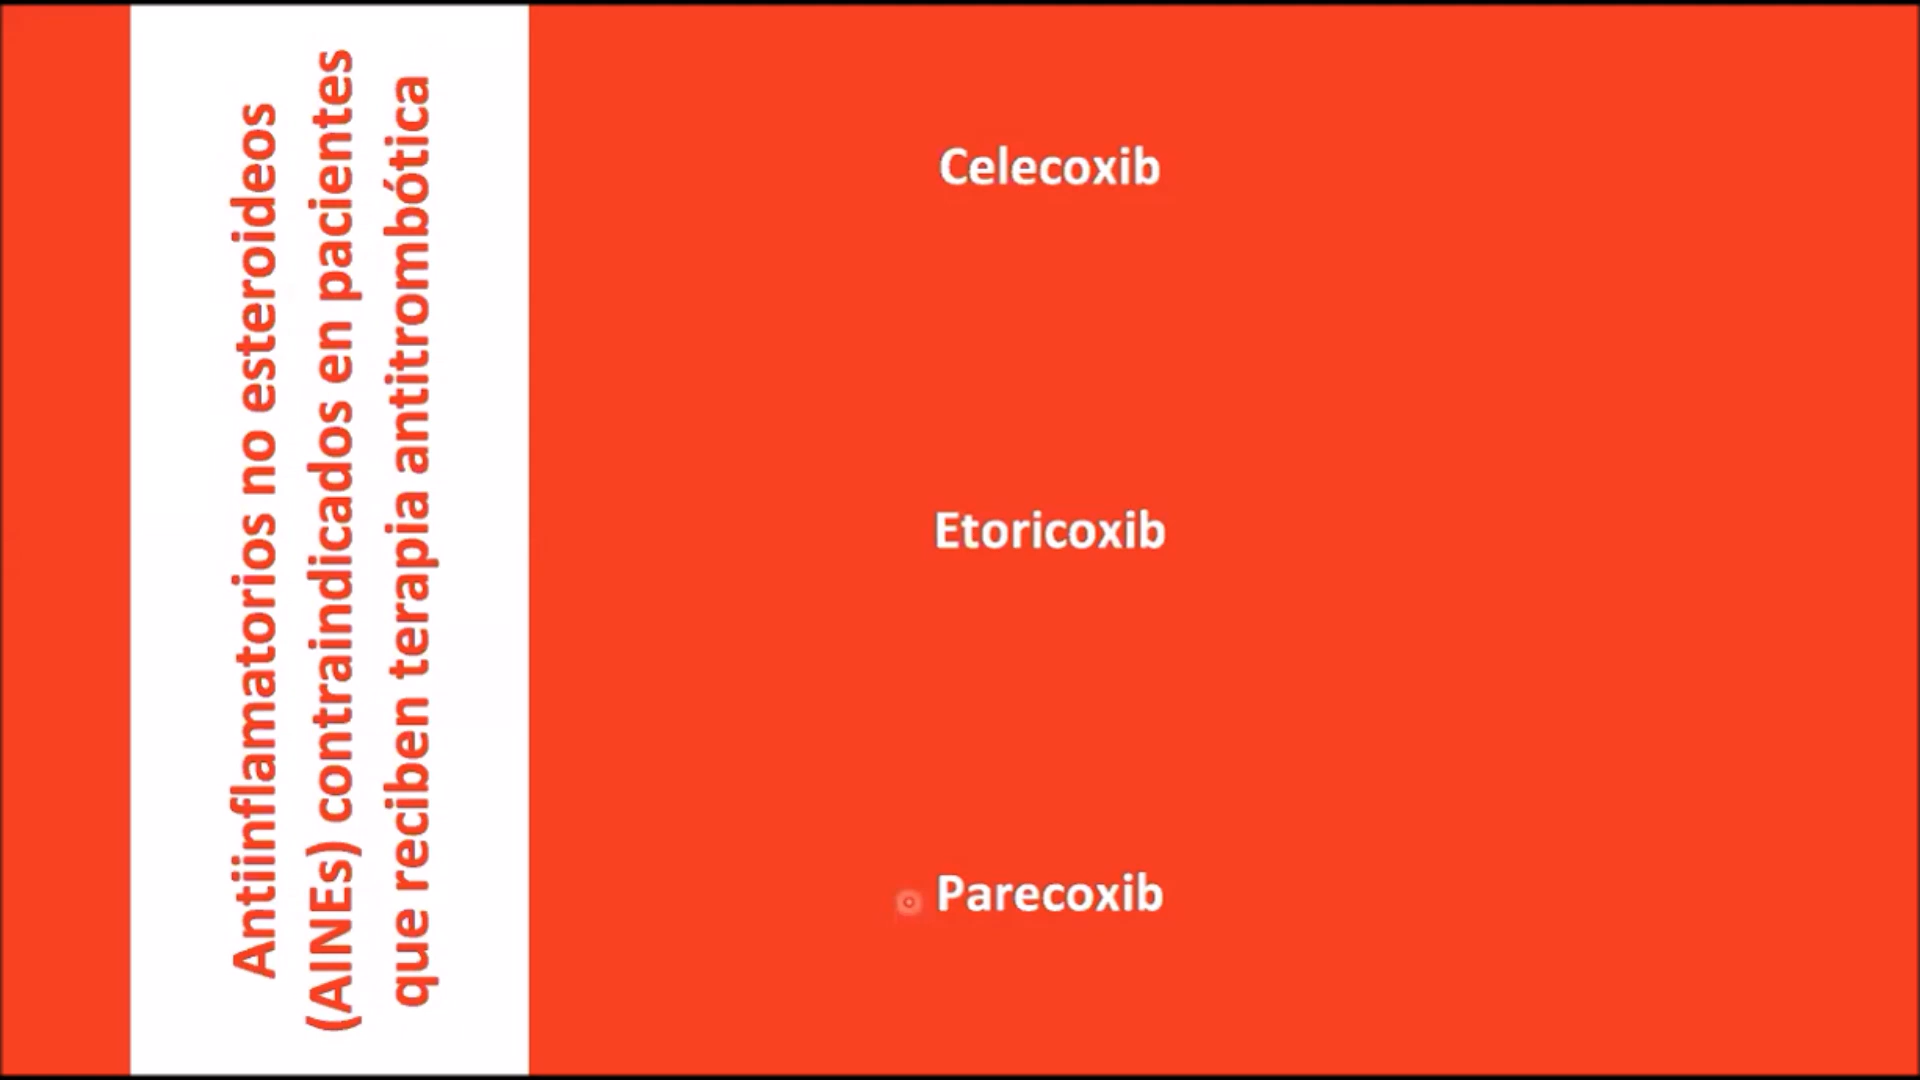 Antiinflamatorios no esteroideos
(AINEs) contraindicados en pacientes
que reciben terapia antitrombótica
Celecoxib
Etoricoxib
Parecoxib